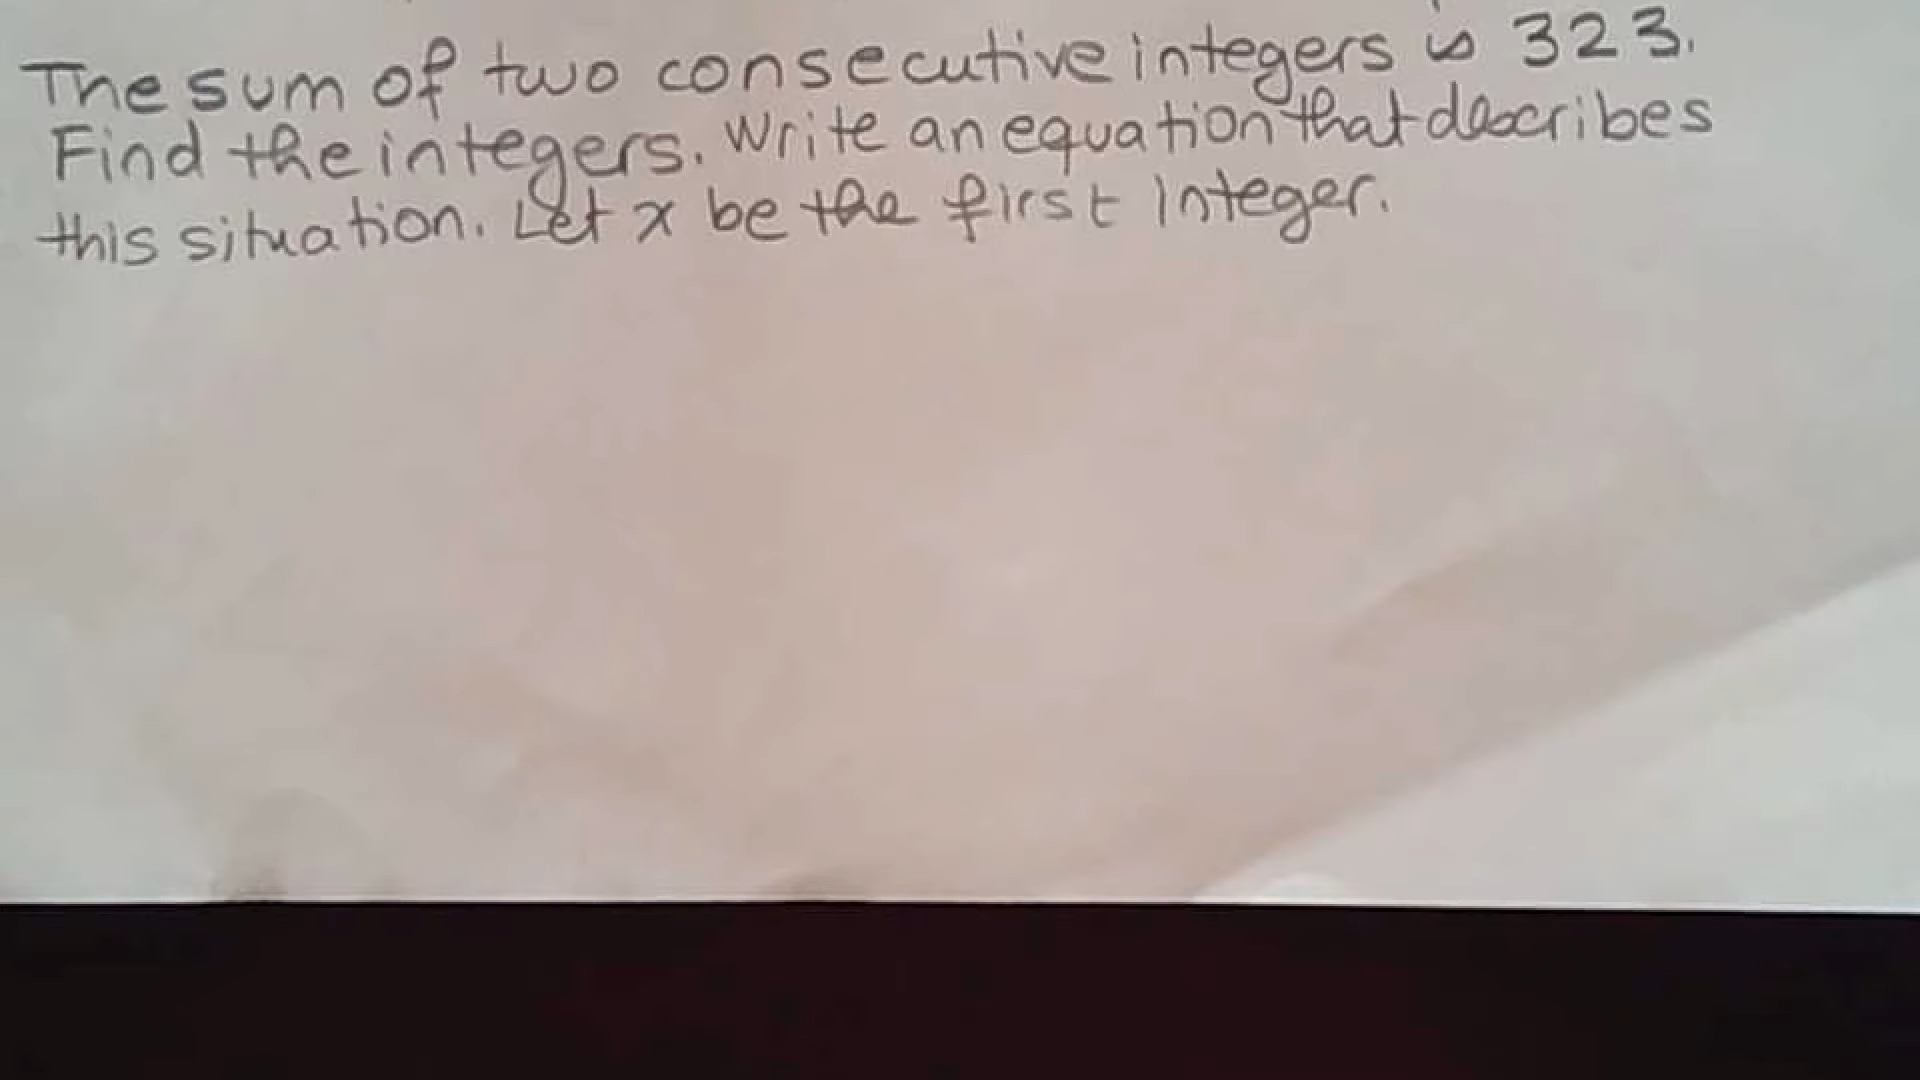 The sum of two consecutive integers is 323.
Find the integers. Write an equation that describes
this situation. Let x be the first integer.